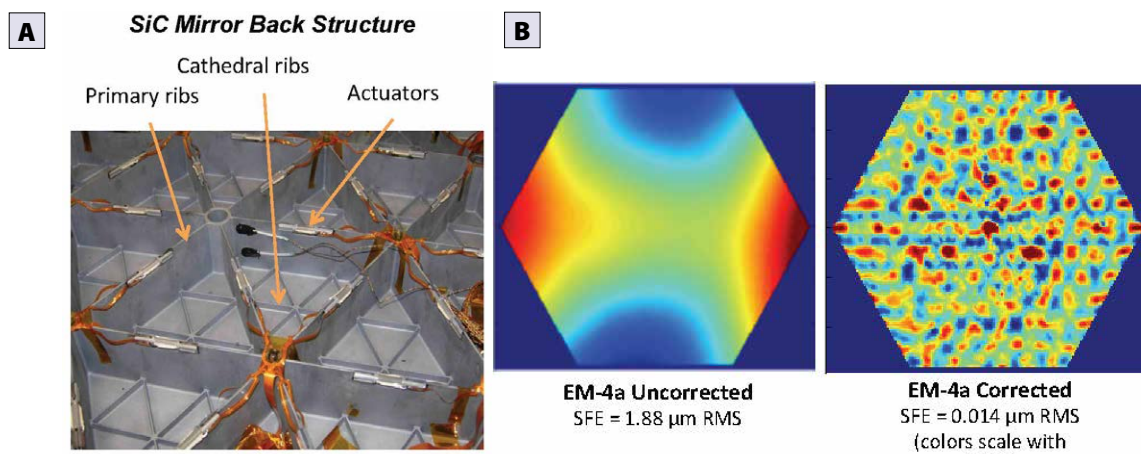 A
SiC Mirror Back Structure
Cathedral ribs
Primary ribs
Actuators
B
EM-4a Uncorrected
SFE = 1.88 µm RMS
EM-4a Corrected
SFE = 0.014 µm RMS
(colors scale with